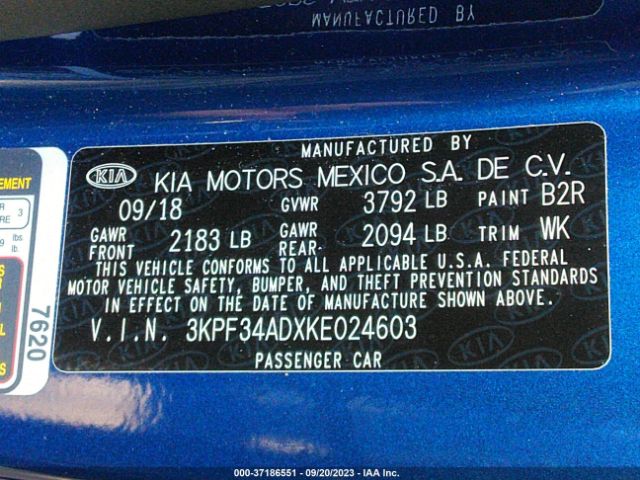 MANUFACTURED BY
MANUFACTURED BY
KIA KIA MOTORS MEXICO S.A. DE C.V.
09/18 GVWR 3792 LB PAINT B2R
GAWR FRONT 2183 LB GAWR REAR- 2094 LB TRIM WK
THIS VEHICLE CONFORMS TO ALL APPLICABLE U.S.A. FEDERAL
MOTOR VEHICLE SAFETY, BUMPER, AND THEFT PREVENTION STANDARDS
IN EFFECT ON THE DATE OF MANUFACTURE SHOWN ABOVE.
V.I.N. 3KPF34ADXKE024603
PASSENGER CAR
7620
000-37186551 - 09/20/2023 - IAA Inc.